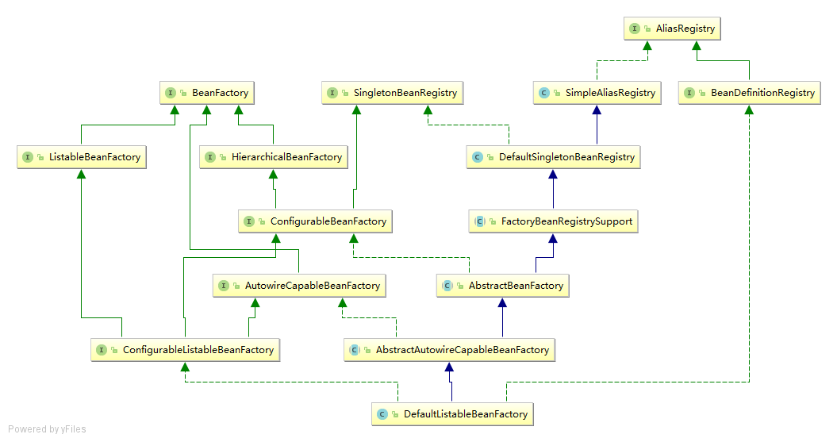 AliasRegistry
BeanFactory
SingletonBeanRegistry
SimpleAliasRegistry
BeanDefinitionRegistry
ListableBeanFactory
HierarchicalBeanFactory
DefaultSingletonBeanRegistry
ConfigurableBeanFactory
FactoryBeanRegistrySupport
AutowireCapableBeanFactory
AbstractBeanFactory
ConfigurableListableBeanFactory
AbstractAutowireCapableBeanFactory
DefaultListableBeanFactory
Powered by yFiles